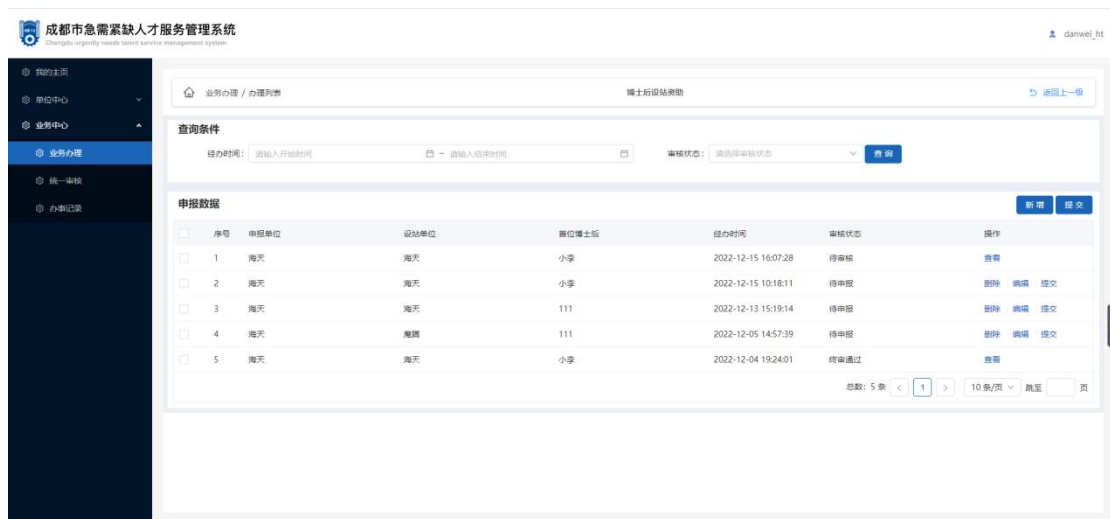 成都市急需紧缺人才服务管理系统
Chengdu urgently needs talent service management system
danwei_ht
我的主页
单位中心
业务中心
业务办理
统一审核
办事记录
业务办理 / 办理列表
博士后设站资助
返回上一级
查询条件
经办时间: 请输入开始时间 - 请输入结束时间 审核状态: 请选择审核状态 查 询
申报数据 新 增 提 交
序号 申报单位 设站单位 首位博士后 经办时间 审核状态 操作
1 海天 海天 小李 2022-12-15 16:07:28 待审核 查看
2 海天 海天 小李 2022-12-15 10:18:11 待申报 删除 编辑 提交
3 海天 海天 111 2022-12-13 15:19:14 待申报 删除 编辑 提交
4 海天 魔腾 111 2022-12-05 14:57:39 待申报 删除 编辑 提交
5 海天 海天 小李 2022-12-04 19:24:01 终审通过 查看
总数: 5 条 < 1 > 10 条/页 跳至 页